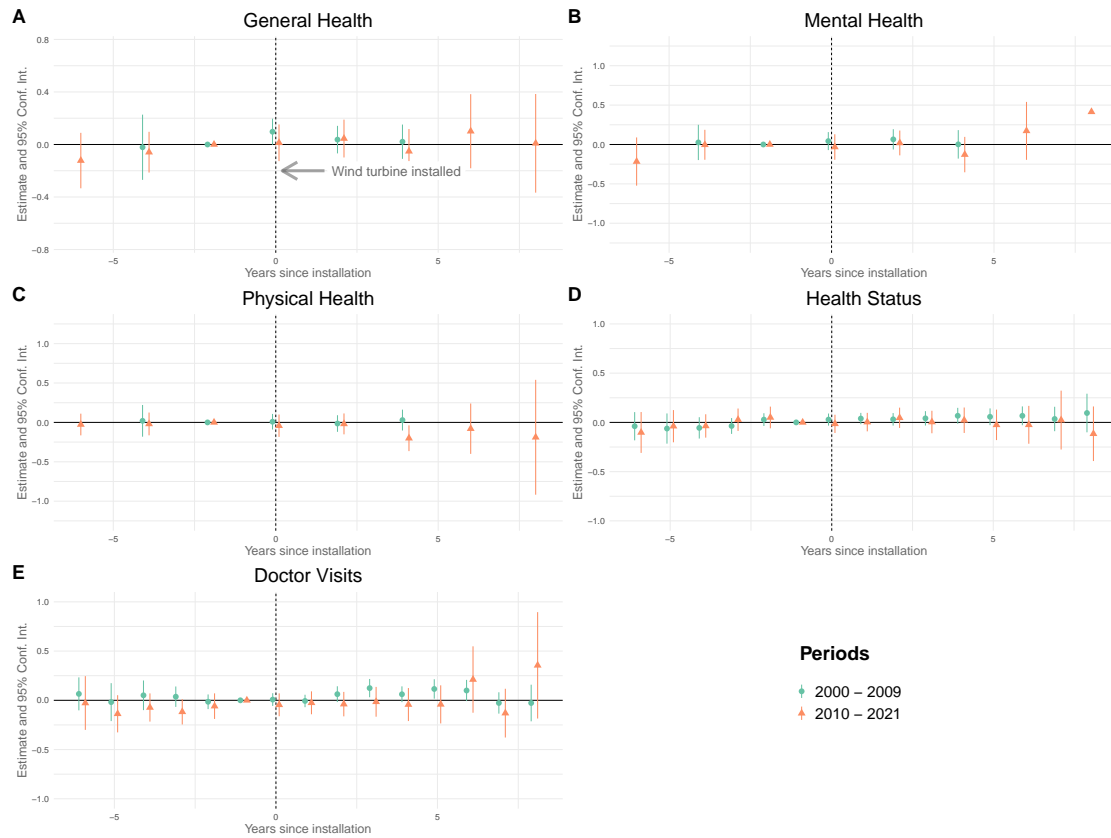 A
General Health
Estimate and 95% Conf. Int.
0.8
0.4
0.0
−0.4
−0.8
Wind turbine installed
−5
0
5
Years since installation
B
Mental Health
Estimate and 95% Conf. Int.
1.0
0.5
0.0
−0.5
−1.0
−5
0
5
Years since installation
C
Physical Health
Estimate and 95% Conf. Int.
1.0
0.5
0.0
−0.5
−1.0
−5
0
5
Years since installation
D
Health Status
Estimate and 95% Conf. Int.
1.0
0.5
0.0
−0.5
−1.0
−5
0
5
Years since installation
E
Doctor Visits
Estimate and 95% Conf. Int.
1.0
0.5
0.0
−0.5
−1.0
−5
0
5
Years since installation
Periods
2000 − 2009
2010 − 2021